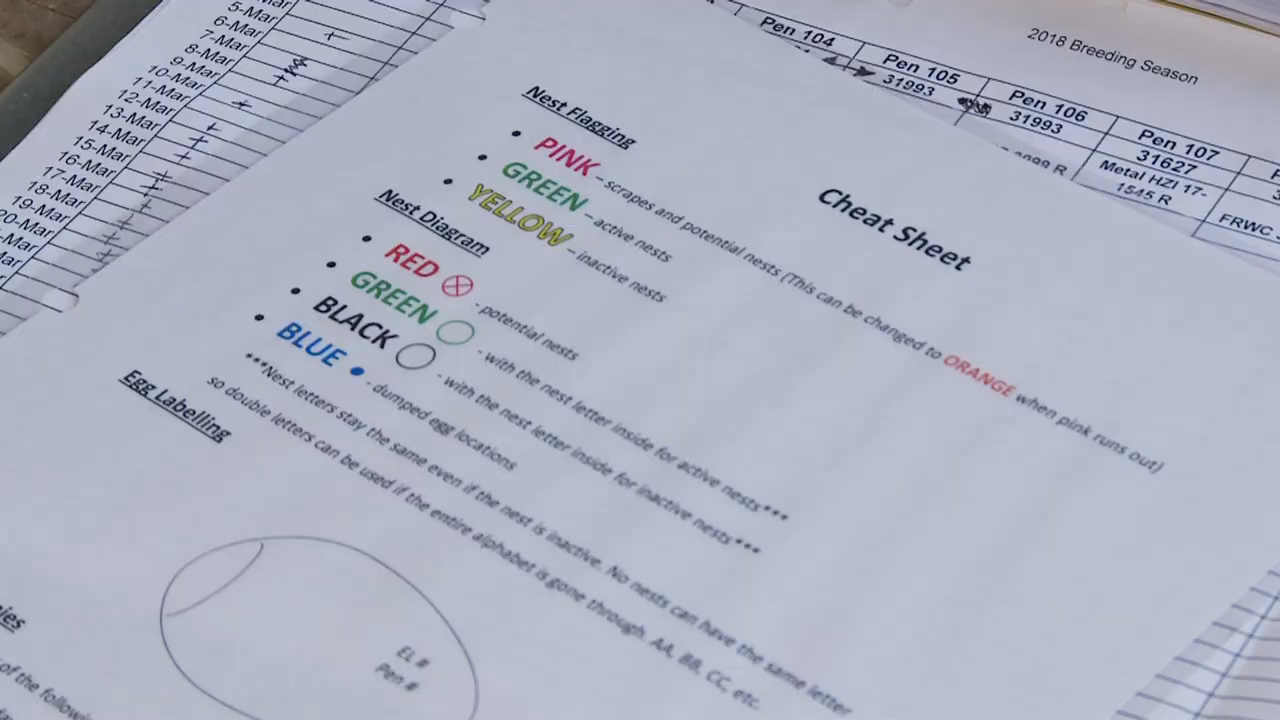 5-Mar
6-Mar
7-Mar
8-Mar
9-Mar
10-Mar
11-Mar
12-Mar
13-Mar
14-Mar
15-Mar
16-Mar
17-Mar
18-Mar
19-Mar
20-Mar
2018 Breeding Season
Pen 104 Pen 105 Pen 106 Pen 107
31993 31993 31627
Metal HZI 17-
1545 R
FRWC
Cheat Sheet
Nest Flagging
• PINK – scrapes and potential nests (This can be changed to ORANGE when pink runs out)
• GREEN – active nests
• YELLOW – inactive nests
Nest Diagram
• RED - potential nests
• GREEN - with the nest letter inside for active nests***
• BLACK - with the nest letter inside for inactive nests***
• BLUE - dumped egg locations
***Nest letters stay the same even if the nest is inactive. No nests can have the same letter
so double letters can be used if the entire alphabet is gone through. AA, BB, CC, etc.
Egg Labelling
EL #
Pen #
of the following